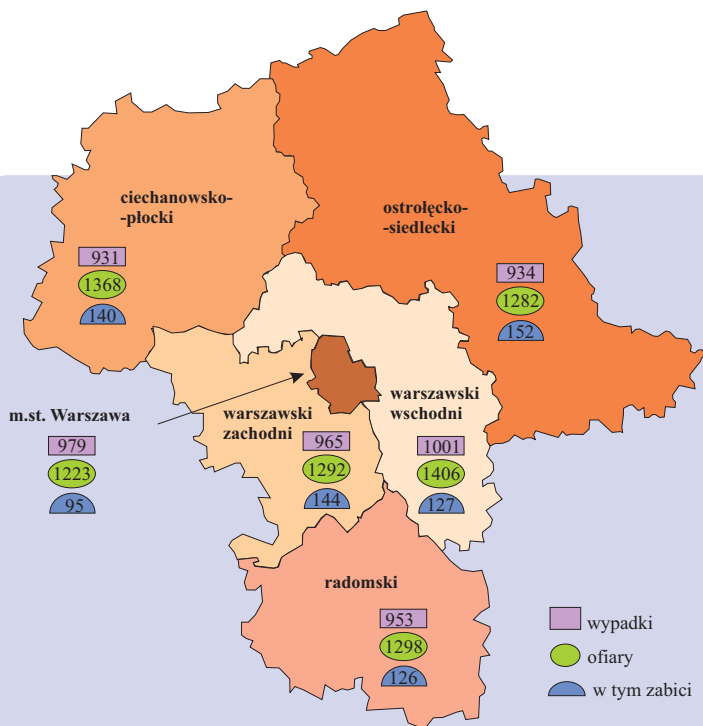 ciechanowsko-
-płocki
931
1368
140
ostrołęcko-
-siedlecki
934
1282
152
m.st. Warszawa
979
1223
95
warszawski
zachodni
965
1292
144
warszawski
wschodni
1001
1406
127
radomski
953
1298
126
wypadki
ofiary
w tym zabici